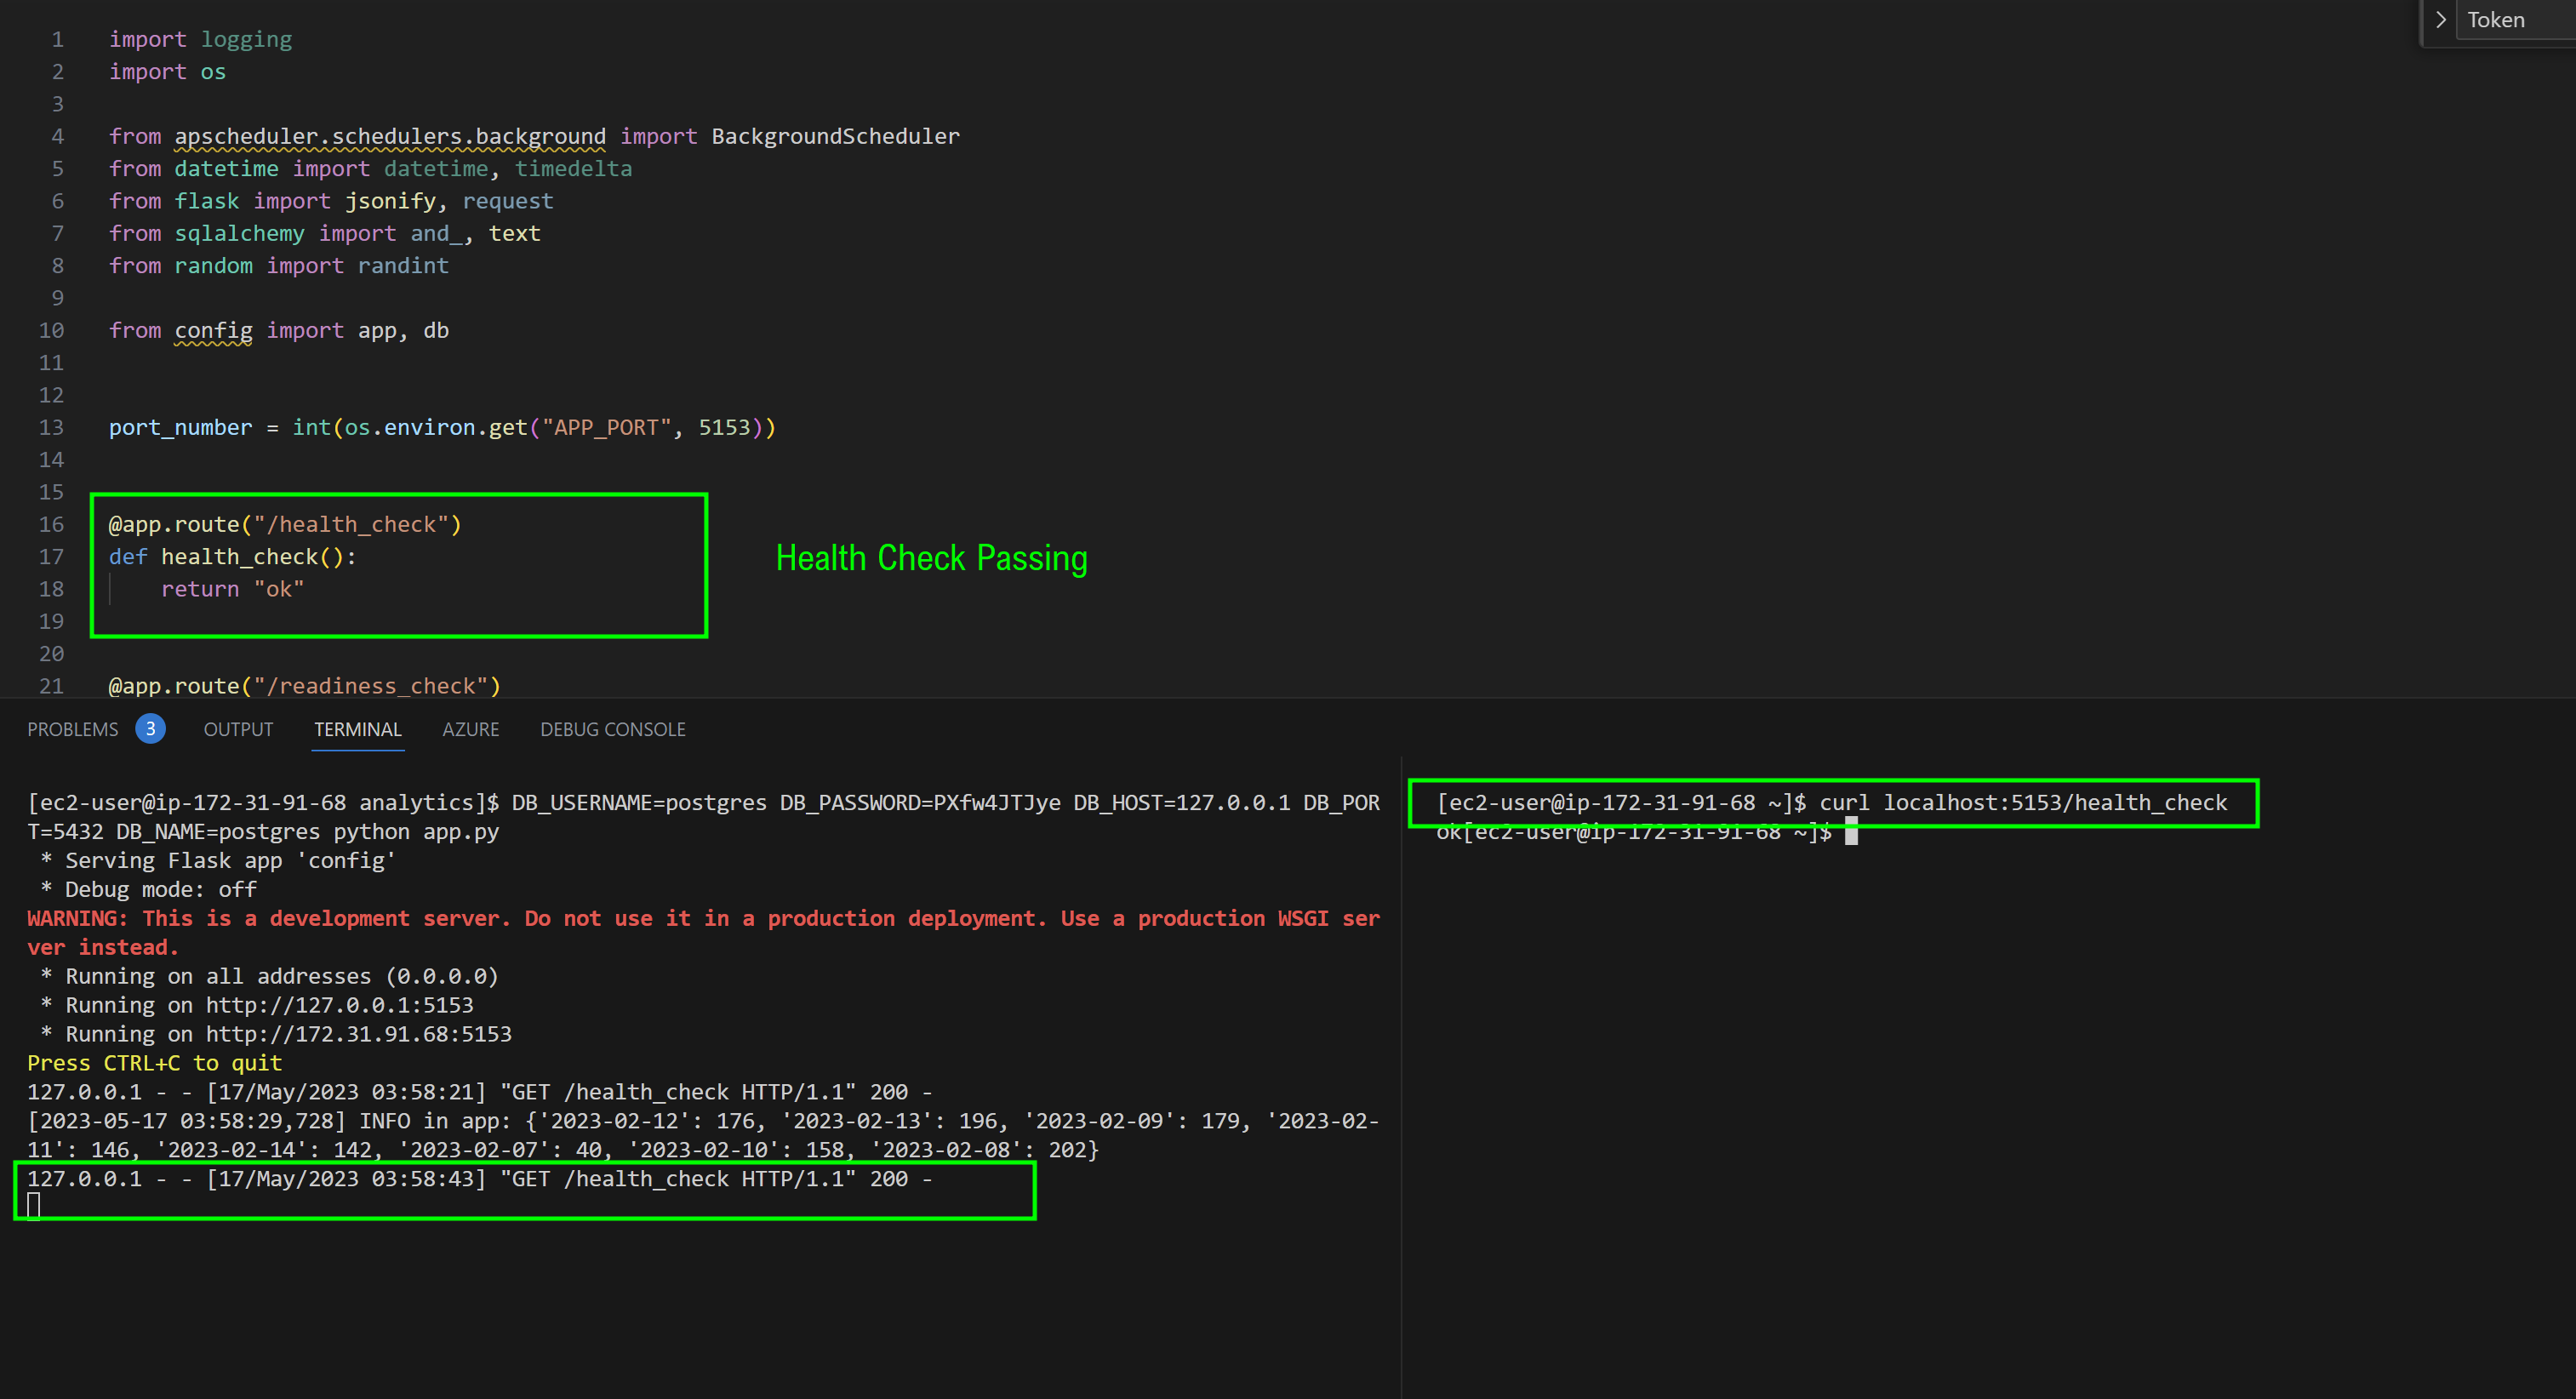 Token
1 import logging
2 import os
3
4 from apscheduler.schedulers.background import BackgroundScheduler
5 from datetime import datetime, timedelta
6 from flask import jsonify, request
7 from sqlalchemy import and_, text
8 from random import randint
9
10 from config import app, db
11
12
13 port_number = int(os.environ.get("APP_PORT", 5153))
14
15
16 @app.route("/health_check")
17 def health_check():
18     return "ok"
19
20
21 @app.route("/readiness_check")
Health Check Passing
PROBLEMS 3 OUTPUT TERMINAL AZURE DEBUG CONSOLE
[ec2-user@ip-172-31-91-68 analytics]$ DB_USERNAME=postgres DB_PASSWORD=PXfw4JTJye DB_HOST=127.0.0.1 DB_POR
T=5432 DB_NAME=postgres python app.py
 * Serving Flask app 'config'
 * Debug mode: off
WARNING: This is a development server. Do not use it in a production deployment. Use a production WSGI ser
ver instead.
 * Running on all addresses (0.0.0.0)
 * Running on http://127.0.0.1:5153
 * Running on http://172.31.91.68:5153
Press CTRL+C to quit
127.0.0.1 - - [17/May/2023 03:58:21] "GET /health_check HTTP/1.1" 200 -
[2023-05-17 03:58:29,728] INFO in app: {'2023-02-12': 176, '2023-02-13': 196, '2023-02-09': 179, '2023-02-
11': 146, '2023-02-14': 142, '2023-02-07': 40, '2023-02-10': 158, '2023-02-08': 202}
127.0.0.1 - - [17/May/2023 03:58:43] "GET /health_check HTTP/1.1" 200 -
[ec2-user@ip-172-31-91-68 ~]$ curl localhost:5153/health_check
ok[ec2-user@ip-172-31-91-68 ~]$